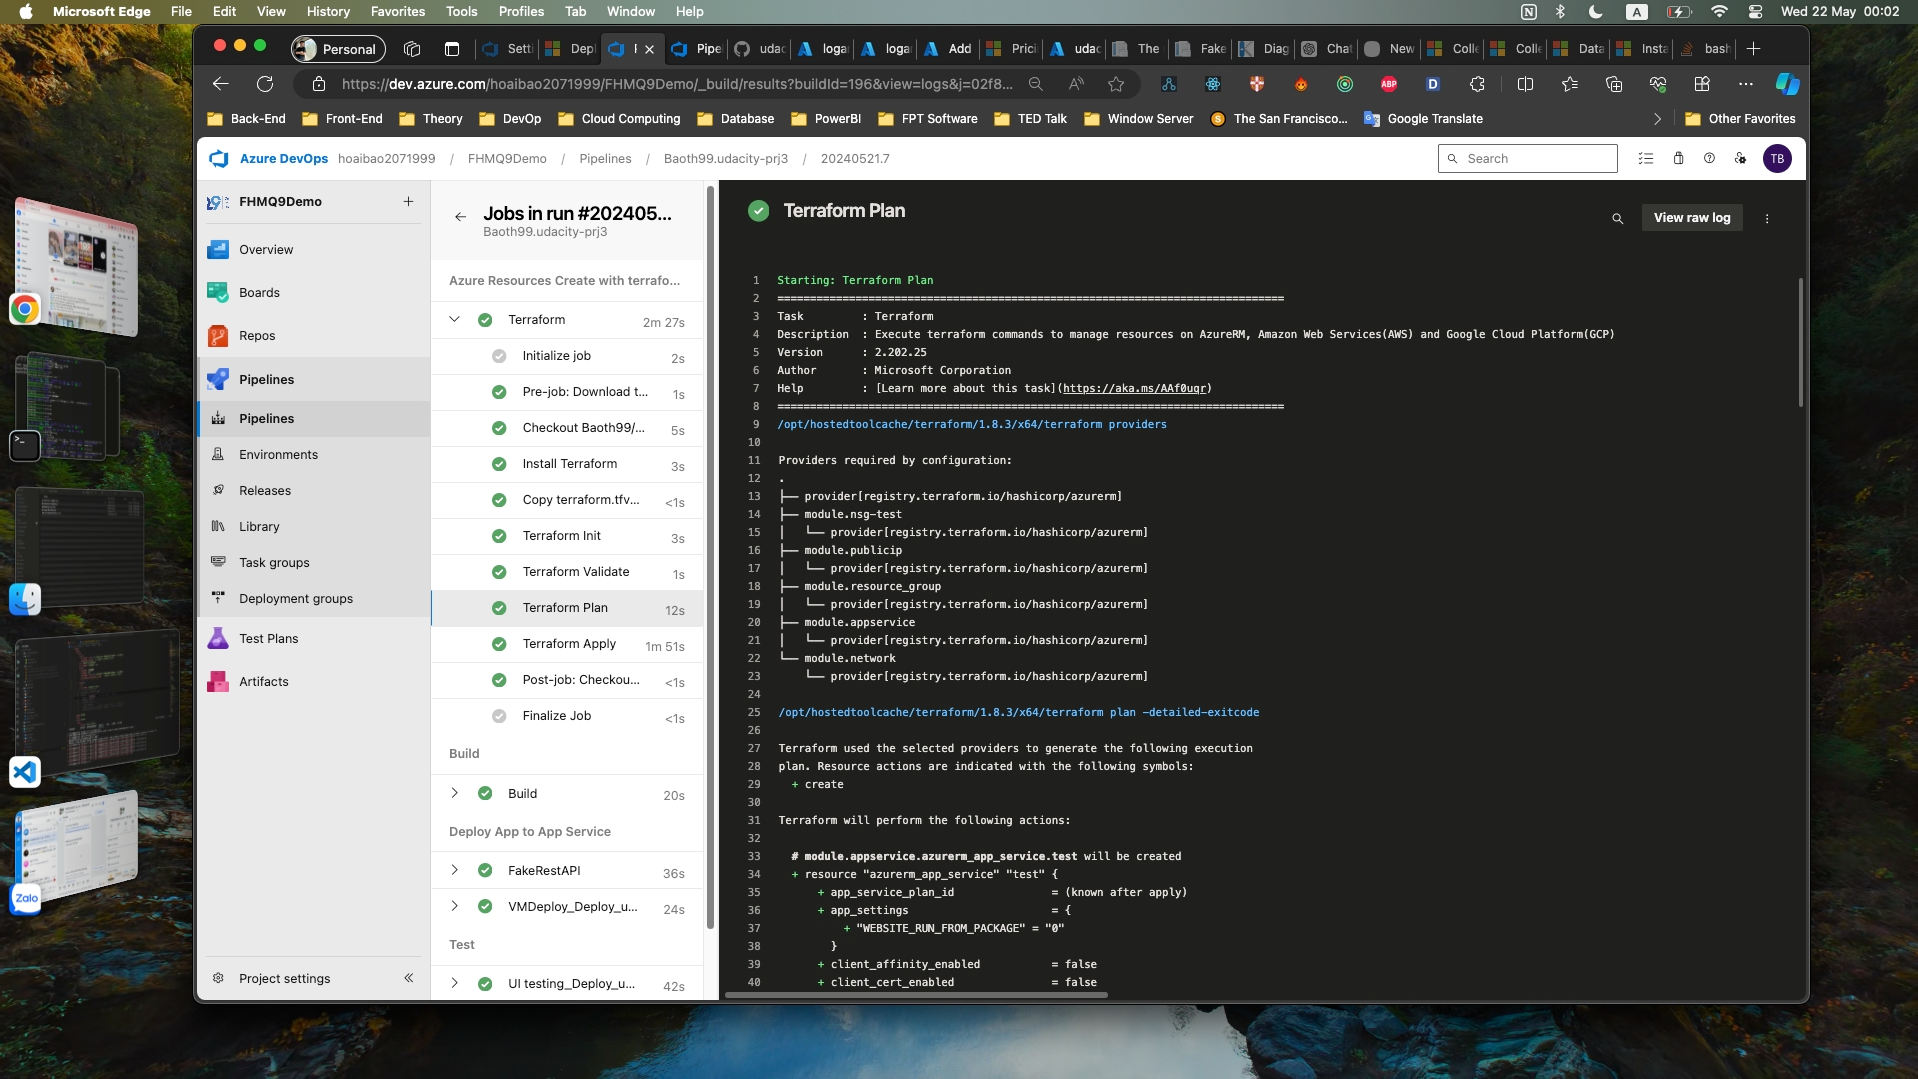 Microsoft Edge File Edit View History Favorites Tools Profiles Tab Window Help A Wed 22 May 00:02
Personal Setti Depl F Pipe udac logar logar Add Prici udac The Fake Diag Chat New Colle Colle Data Insta bash
https://dev.azure.com/hoaibao2071999/FHMQ9Demo/_build/results?buildId=196&view=logs&j=02f8... ABP D
Back-End Front-End Theory DevOp Cloud Computing Database PowerBI FPT Software TED Talk Window Server S The San Francisco... Google Translate Other Favorites
Azure DevOps hoaibao2071999 / FHMQ9Demo / Pipelines / Baoth99.udacity-prj3 / 20240521.7 Search TB
FHMQ9Demo
Overview
Boards
Repos
Pipelines
Pipelines
Environments
Releases
Library
Task groups
Deployment groups
Test Plans
Artifacts
Project settings
Jobs in run #202405...
Baoth99.udacity-prj3
Azure Resources Create with terrafo...
Terraform 2m 27s
Initialize job 2s
Pre-job: Download t... 1s
Checkout Baoth99/... 5s
Install Terraform 3s
Copy terraform.tfv... <1s
Terraform Init 3s
Terraform Validate 1s
Terraform Plan 12s
Terraform Apply 1m 51s
Post-job: Checkou... <1s
Finalize Job <1s
Build
Build 20s
Deploy App to App Service
FakeRestAPI 36s
VMDeploy_Deploy_u... 24s
Test
UI testing_Deploy_u... 42s
Terraform Plan
View raw log
1 Starting: Terraform Plan
2 ==============================================================================
3 Task : Terraform
4 Description : Execute terraform commands to manage resources on AzureRM, Amazon Web Services(AWS) and Google Cloud Platform(GCP)
5 Version : 2.202.25
6 Author : Microsoft Corporation
7 Help : [Learn more about this task](https://aka.ms/AAf0uqr)
8 ==============================================================================
9 /opt/hostedtoolcache/terraform/1.8.3/x64/terraform providers
10
11 Providers required by configuration:
12 .
13 ├── provider[registry.terraform.io/hashicorp/azurerm]
14 ├── module.nsg-test
15 │   └── provider[registry.terraform.io/hashicorp/azurerm]
16 ├── module.publicip
17 │   └── provider[registry.terraform.io/hashicorp/azurerm]
18 ├── module.resource_group
19 │   └── provider[registry.terraform.io/hashicorp/azurerm]
20 ├── module.appservice
21 │   └── provider[registry.terraform.io/hashicorp/azurerm]
22 └── module.network
23     └── provider[registry.terraform.io/hashicorp/azurerm]
24
25 /opt/hostedtoolcache/terraform/1.8.3/x64/terraform plan -detailed-exitcode
26
27 Terraform used the selected providers to generate the following execution
28 plan. Resource actions are indicated with the following symbols:
29 + create
30
31 Terraform will perform the following actions:
32
33 # module.appservice.azurerm_app_service.test will be created
34 + resource "azurerm_app_service" "test" {
35 + app_service_plan_id = (known after apply)
36 + app_settings = {
37 + "WEBSITE_RUN_FROM_PACKAGE" = "0"
38 }
39 + client_affinity_enabled = false
40 + client_cert_enabled = false
Zalo